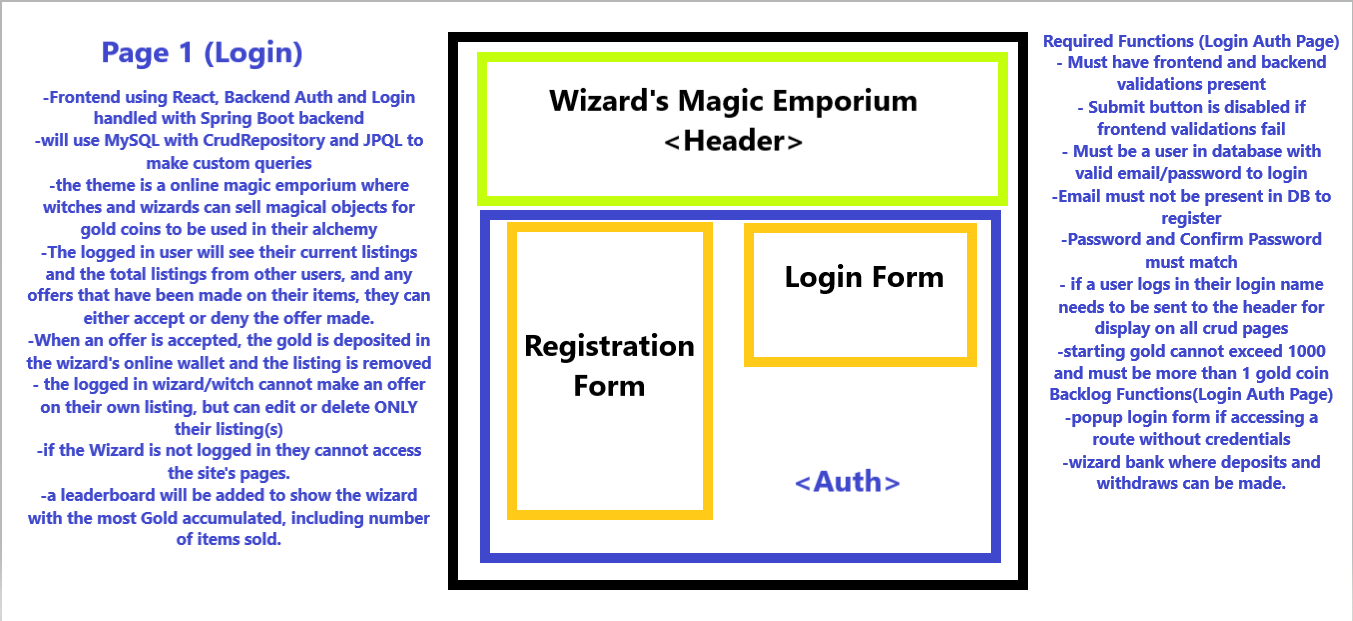 Page 1 (Login)
-Frontend using React, Backend Auth and Login
handled with Spring Boot backend
-will use MySQL with CrudRepository and JPQL to
make custom queries
-the theme is a online magic emporium where
witches and wizards can sell magical objects for
gold coins to be used in their alchemy
-The logged in user will see their current listings
and the total listings from other users, and any
offers that have been made on their items, they can
either accept or deny the offer made.
-When an offer is accepted, the gold is deposited in
the wizard's online wallet and the listing is removed
- the logged in wizard/witch cannot make an offer
on their own listing, but can edit or delete ONLY
their listing(s)
-if the Wizard is not logged in they cannot access
the site's pages.
-a leaderboard will be added to show the wizard
with the most Gold accumulated, including number
of items sold.
Wizard's Magic Emporium
<Header>
Registration
Form
Login Form
<Auth>
Required Functions (Login Auth Page)
- Must have frontend and backend
validations present
- Submit button is disabled if
frontend validations fail
- Must be a user in database with
valid email/password to login
-Email must not be present in DB to
register
-Password and Confirm Password
must match
- if a user logs in their login name
needs to be sent to the header for
display on all crud pages
-starting gold cannot exceed 1000
and must be more than 1 gold coin
Backlog Functions(Login Auth Page)
-popup login form if accessing a
route without credentials
-wizard bank where deposits and
withdraws can be made.